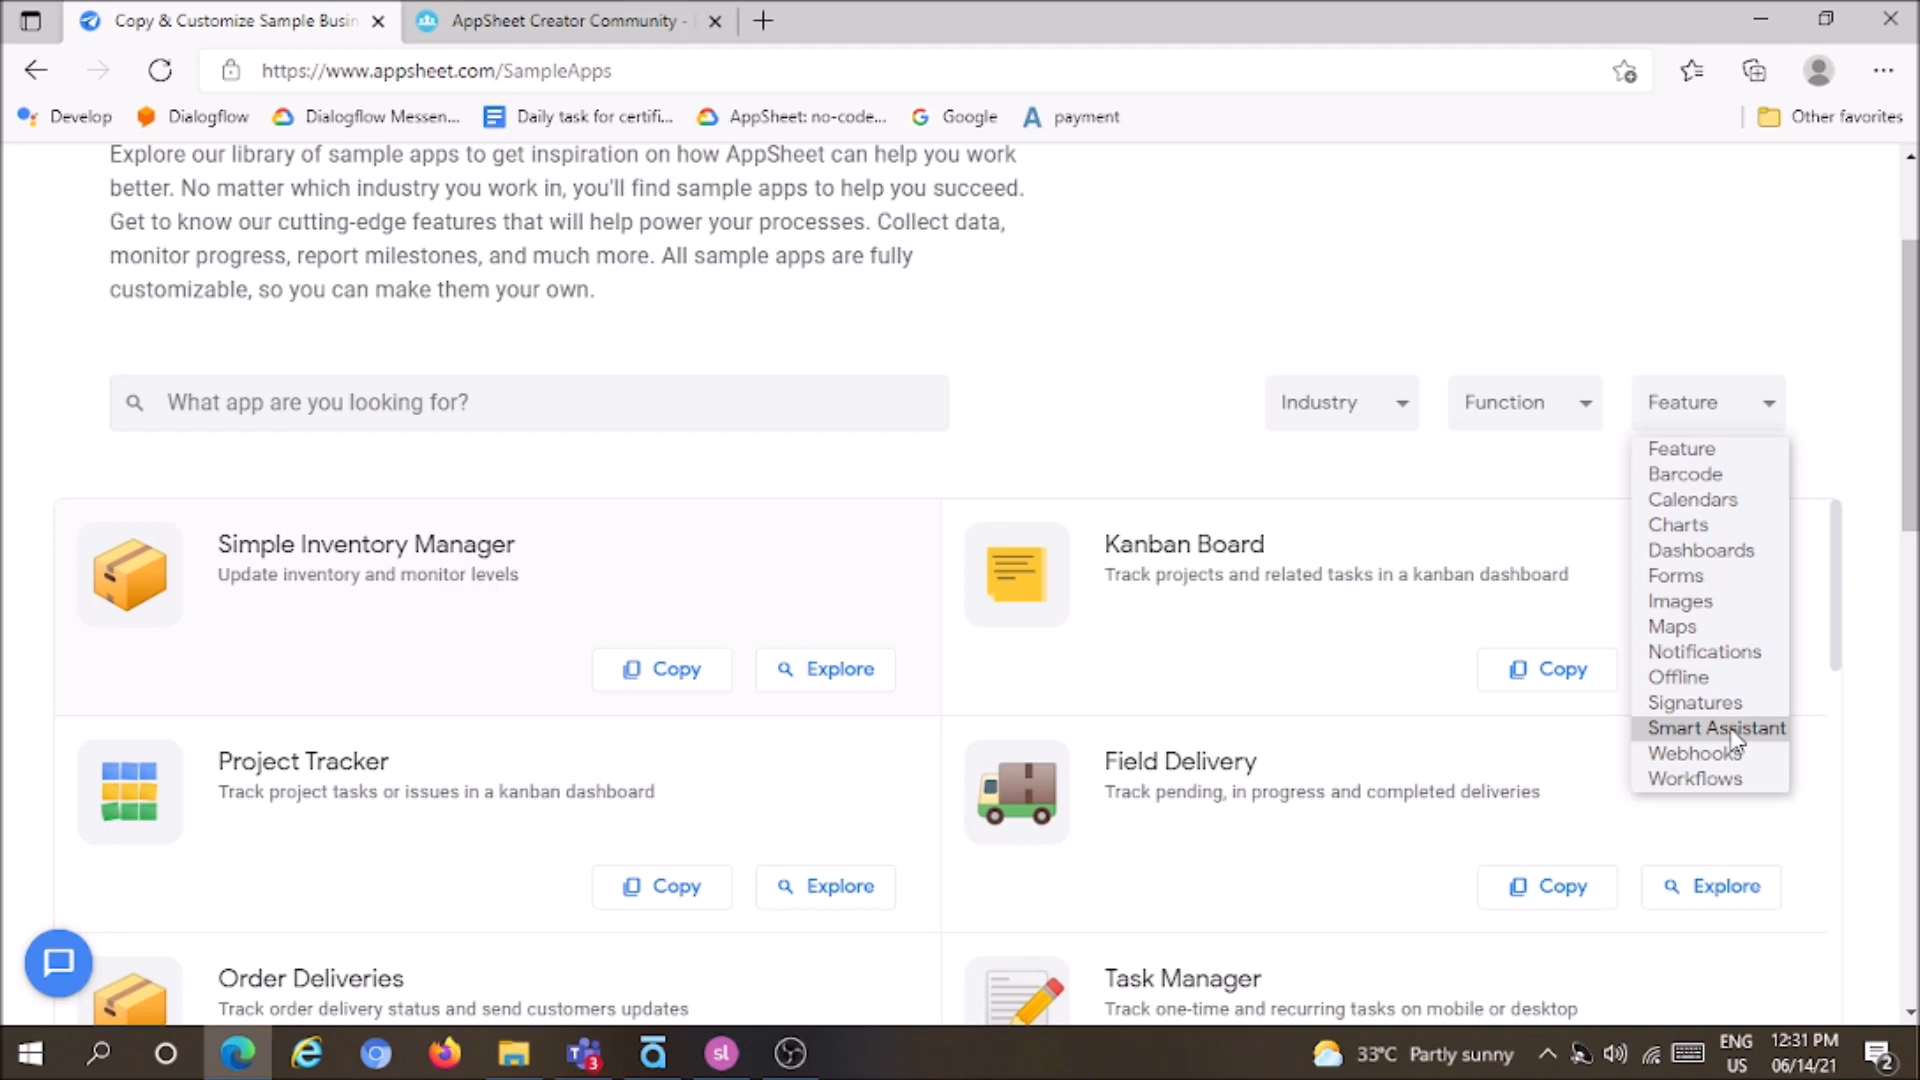 Copy & Customize Sample Busin
AppSheet Creator Community -
https://www.appsheet.com/SampleApps
Develop
Dialogflow
Dialogflow Messen...
Daily task for certifi...
AppSheet: no-code...
Google
payment
Other favorites
Explore our library of sample apps to get inspiration on how AppSheet can help you work
better. No matter which industry you work in, you'll find sample apps to help you succeed.
Get to know our cutting-edge features that will help power your processes. Collect data,
monitor progress, report milestones, and much more. All sample apps are fully
customizable, so you can make them your own.
What app are you looking for?
Industry
Function
Feature
Feature
Barcode
Calendars
Charts
Dashboards
Forms
Images
Maps
Notifications
Offline
Signatures
Smart Assistant
Webhooks
Workflows
Simple Inventory Manager
Update inventory and monitor levels
Copy
Explore
Kanban Board
Track projects and related tasks in a kanban dashboard
Copy
Project Tracker
Track project tasks or issues in a kanban dashboard
Copy
Explore
Field Delivery
Track pending, in progress and completed deliveries
Copy
Explore
Order Deliveries
Track order delivery status and send customers updates
Task Manager
Track one-time and recurring tasks on mobile or desktop
3
sl
33°C Partly sunny
ENG
US
12:31 PM
06/14/21
2